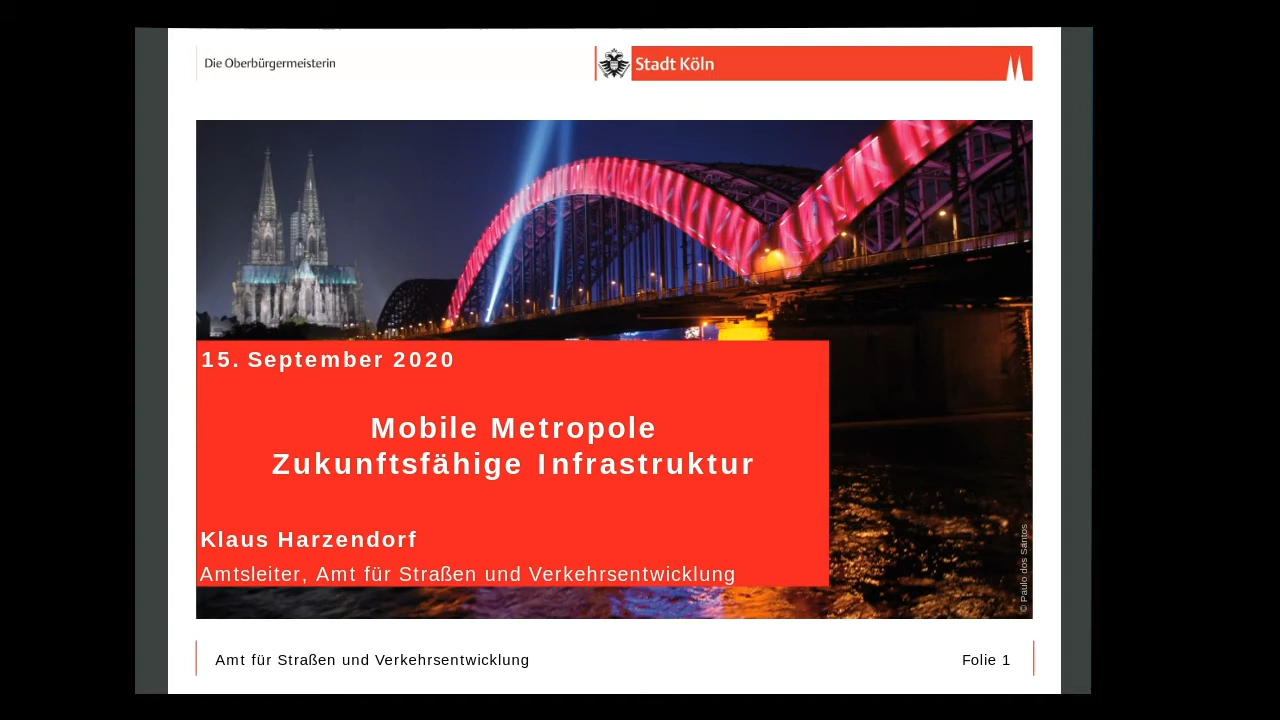 Die Oberbürgermeisterin
Stadt Köln
15. September 2020
Mobile Metropole
Zukunftsfähige Infrastruktur
Klaus Harzendorf
Amtsleiter, Amt für Straßen und Verkehrsentwicklung
© Paulo dos Santos
Amt für Straßen und Verkehrsentwicklung
Folie 1